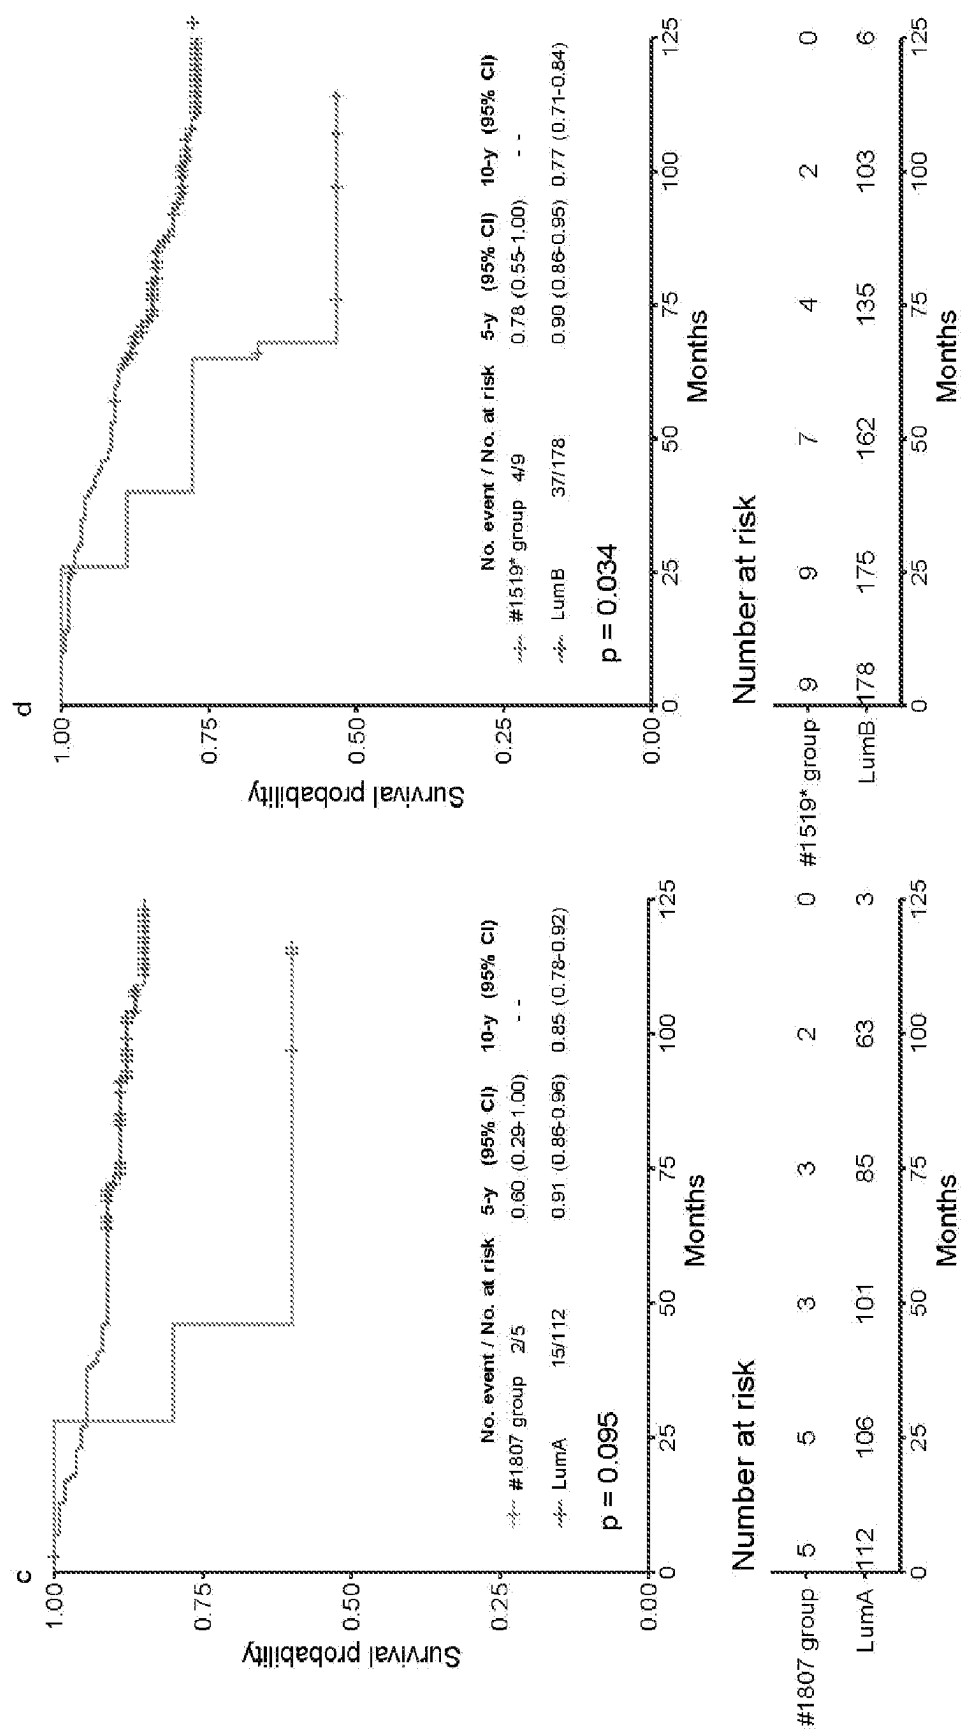 c
Survival probability
1.00
0.75
0.50
0.25
0.00
No. event / No. at risk 5-y (95% CI) 10-y (95% CI)
#1807 group 2/5 0.60 (0.29-1.00) - -
LumA 15/112 0.91 (0.86-0.96) 0.85 (0.78-0.92)
p = 0.095
0 25 50 75 100 125
Months
Number at risk
#1807 group 5 5 3 3 2 0
LumA 112 106 101 85 63 3
0 25 50 75 100 125
Months
d
Survival probability
1.00
0.75
0.50
0.25
0.00
No. event / No. at risk 5-y (95% CI) 10-y (95% CI)
#1519* group 4/9 0.78 (0.55-1.00) - -
LumB 37/178 0.90 (0.86-0.95) 0.77 (0.71-0.84)
p = 0.034
0 25 50 75 100 125
Months
Number at risk
#1519* group 9 9 7 4 2 0
LumB 178 175 162 135 103 6
0 25 50 75 100 125
Months